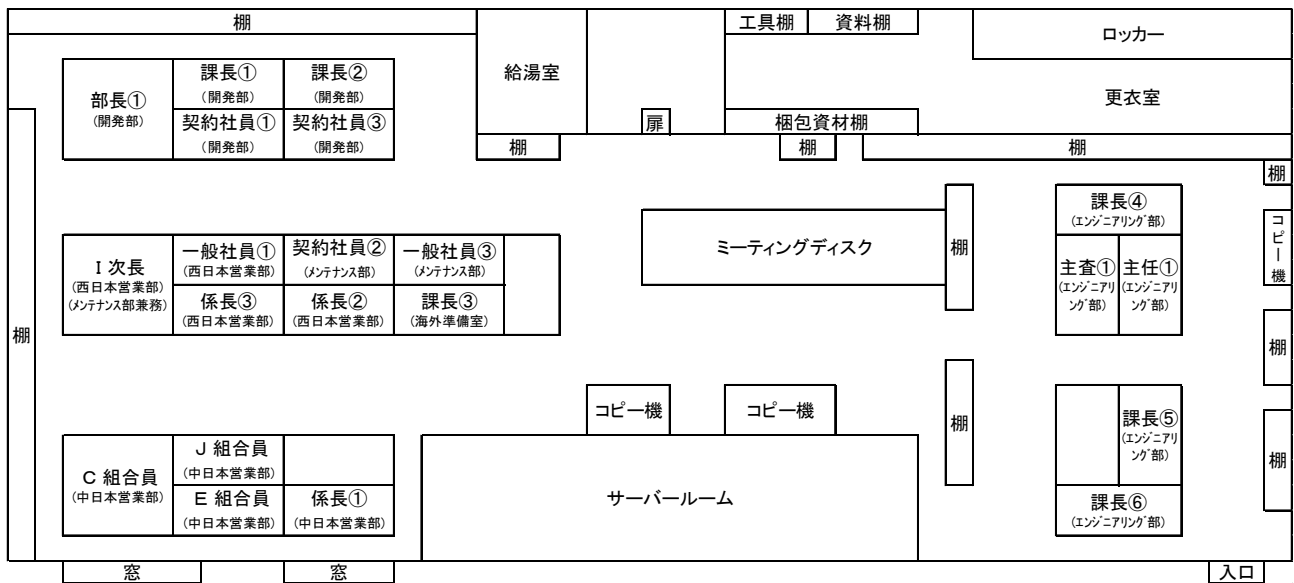 棚
工具棚
資料棚
ロッカー
給湯室
更衣室
部長①
(開発部)
課長①
(開発部)
課長②
(開発部)
契約社員①
(開発部)
契約社員③
(開発部)
扉
梱包資材棚
棚
棚
棚
棚
I 次長
(西日本営業部)
(メンテナンス部兼務)
一般社員①
(西日本営業部)
契約社員②
(メンテナンス部)
一般社員③
(メンテナンス部)
係長③
(西日本営業部)
係長②
(西日本営業部)
課長③
(海外準備室)
ミーティングディスク
棚
課長④
(エンジニアリング部)
主査①
(エンジニアリ
ング部)
主任①
(エンジニアリ
ング部)
コピー機
棚
棚
コピー機
コピー機
棚
課長⑤
(エンジニアリ
ング部)
課長⑥
(エンジニアリング部)
棚
C 組合員
(中日本営業部)
J 組合員
(中日本営業部)
E 組合員
(中日本営業部)
係長①
(中日本営業部)
サーバールーム
窓
窓
入口